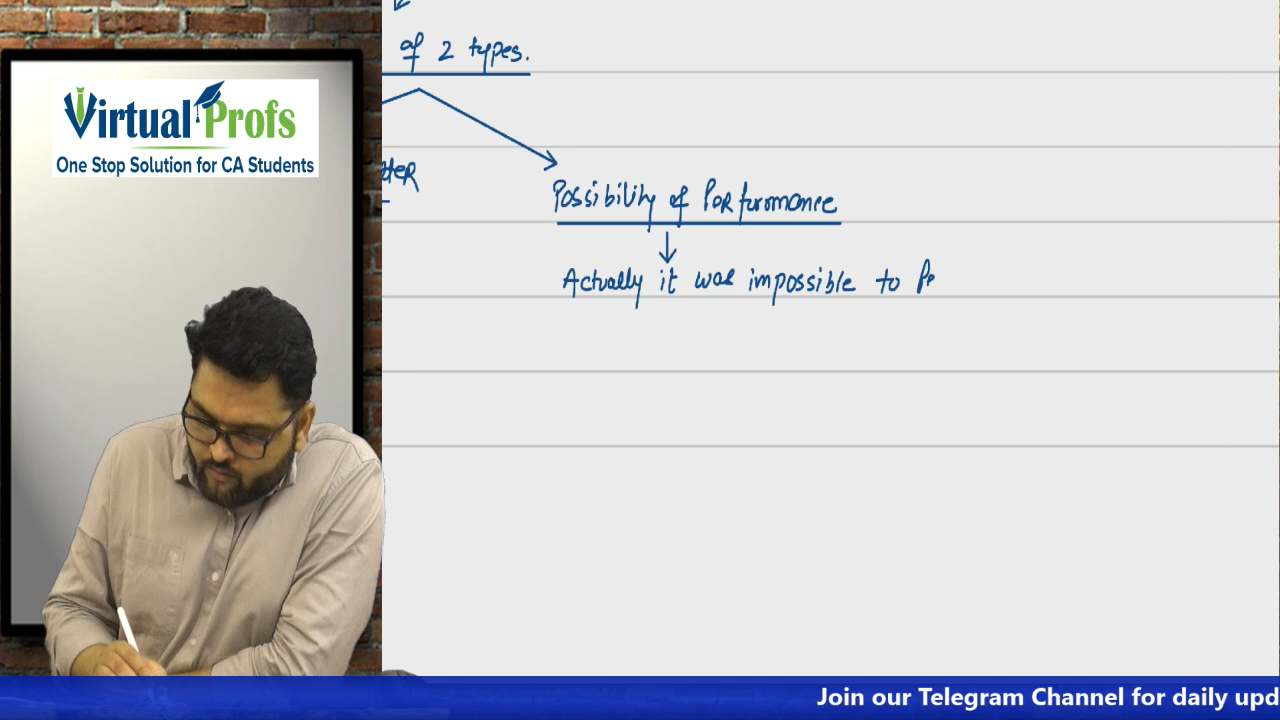 of 2 types.
Virtual Profs
One Stop Solution for CA Students
Possibility of Performance
Actually it was impossible to Pe
Join our Telegram Channel for daily upd